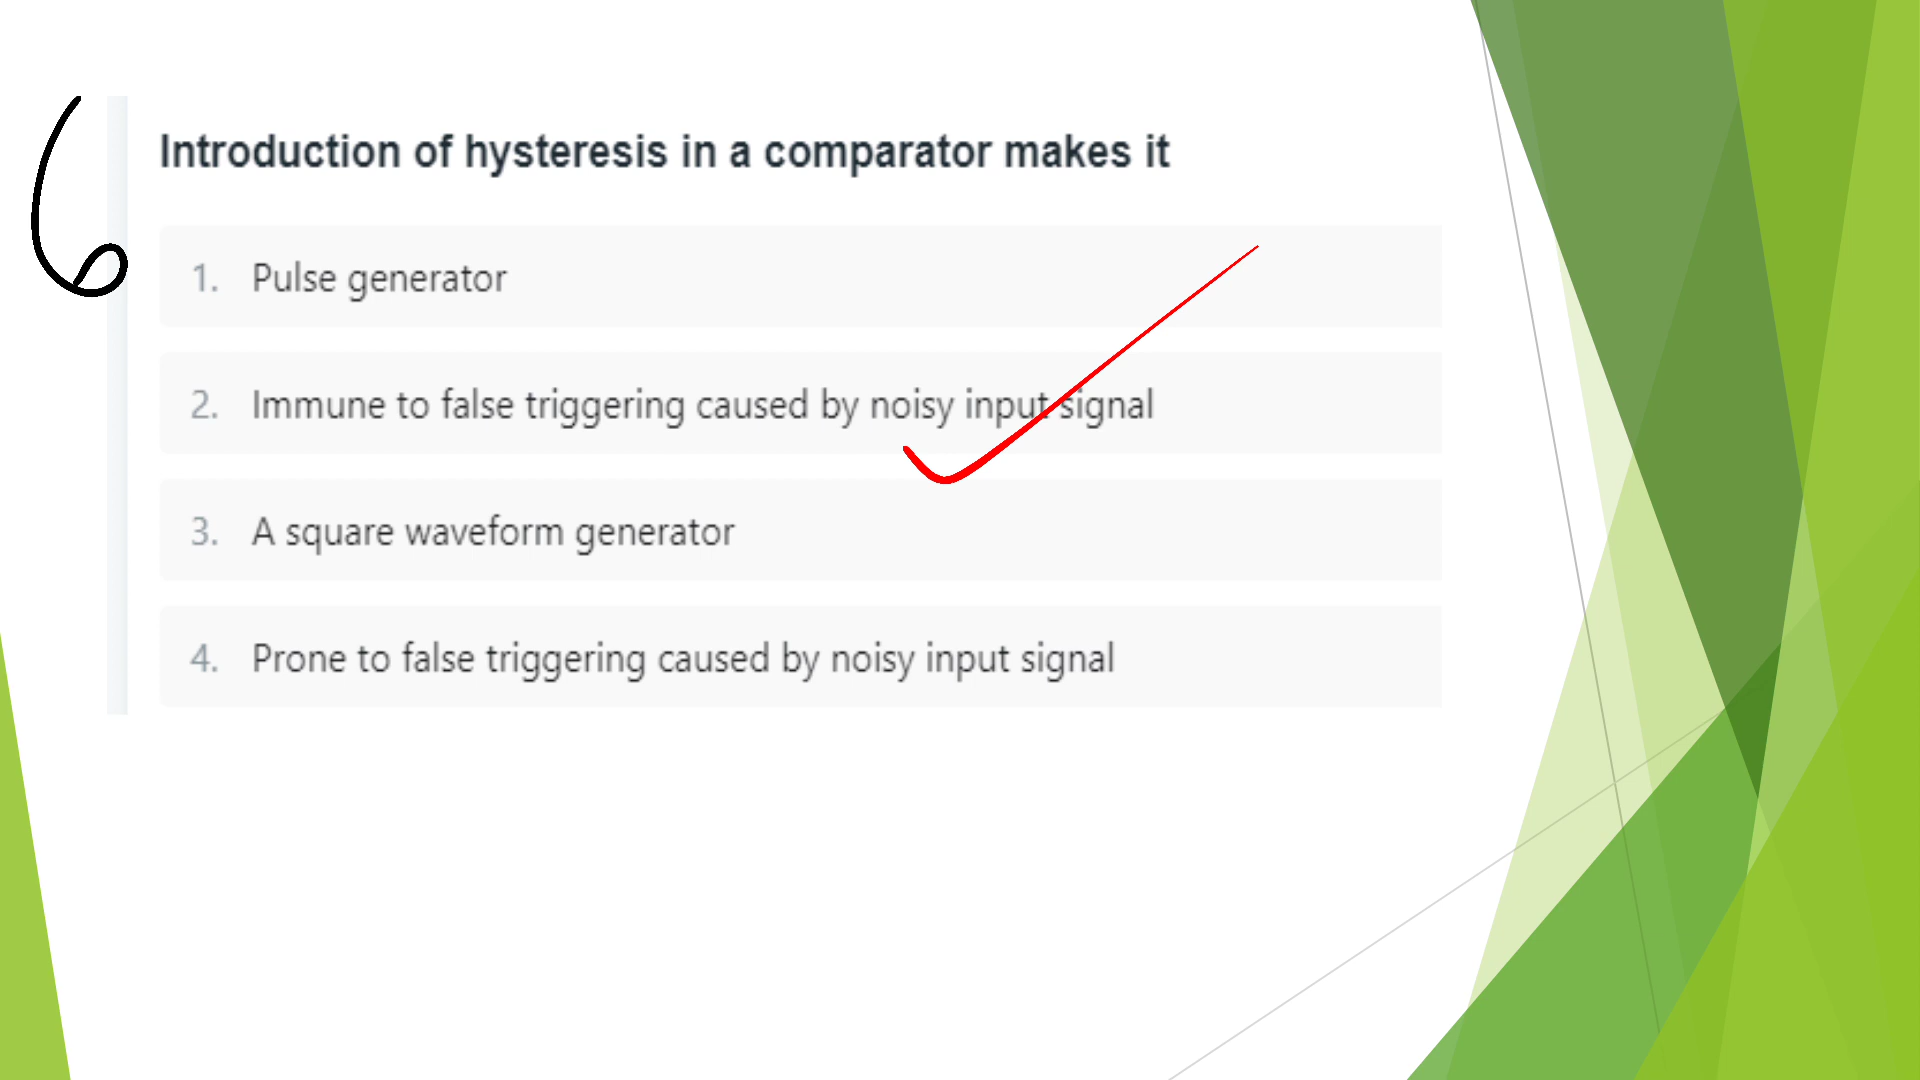 6
Introduction of hysteresis in a comparator makes it
1. Pulse generator
2. Immune to false triggering caused by noisy input signal
3. A square waveform generator
4. Prone to false triggering caused by noisy input signal